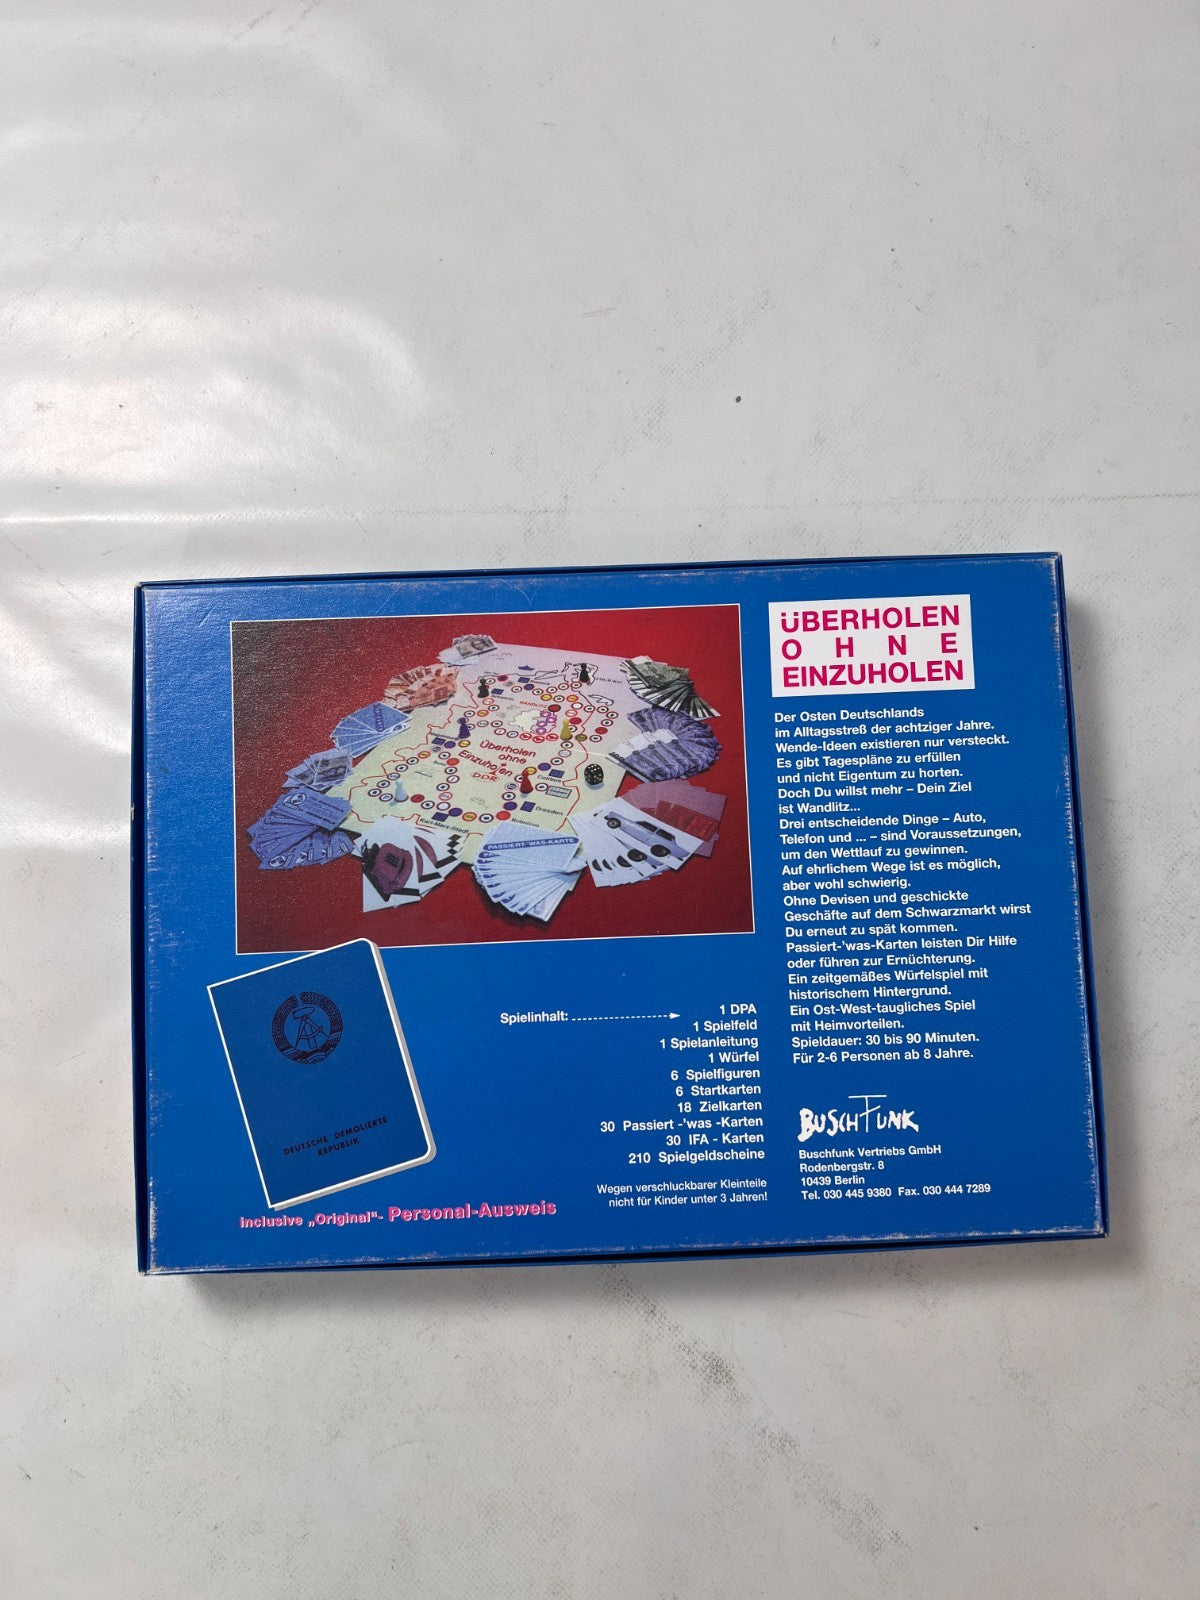 ÜBERHOLEN
OHNE
EINZUHOLEN
Der Osten Deutschlands
im Alltagsstreß der achtziger Jahre.
Wende-Ideen existieren nur versteckt.
Es gibt Tagespläne zu erfüllen
und nicht Eigentum zu horten.
Doch Du willst mehr – Dein Ziel
ist Wandlitz...
Drei entscheidende Dinge – Auto,
Telefon und ... – sind Voraussetzungen,
um den Wettlauf zu gewinnen.
Auf ehrlichem Wege ist es möglich,
aber wohl schwierig.
Ohne Devisen und geschickte
Geschäfte auf dem Schwarzmarkt wirst
Du erneut zu spät kommen.
Passiert-'was-Karten leisten Dir Hilfe
oder führen zur Ernüchterung.
Ein zeitgemäßes Würfelspiel mit
historischem Hintergrund.
Ein Ost-West-taugliches Spiel
mit Heimvorteilen.
Spieldauer: 30 bis 90 Minuten.
Für 2-6 Personen ab 8 Jahre.
BUSCHFUNK
Buschfunk Vertriebs GmbH
Rodenbergstr. 8
10439 Berlin
Tel. 030 445 9380 Fax. 030 444 7289
WANDLITZ
Überholen
ohne
Einzuholen
DDR
Cottbus
Dresden
Karl-Marx-Stadt
Robotron
PASSIERT-'WAS-KARTE
Spielinhalt:
1 DPA
1 Spielfeld
1 Spielanleitung
1 Würfel
6 Spielfiguren
6 Startkarten
18 Zielkarten
30 Passiert -'was -Karten
30 IFA - Karten
210 Spielgeldscheine
Wegen verschluckbarer Kleinteile
nicht für Kinder unter 3 Jahren!
DEUTSCHE DEMOLIERTE
REPUBLIK
inclusive „Original"- Personal-Ausweis